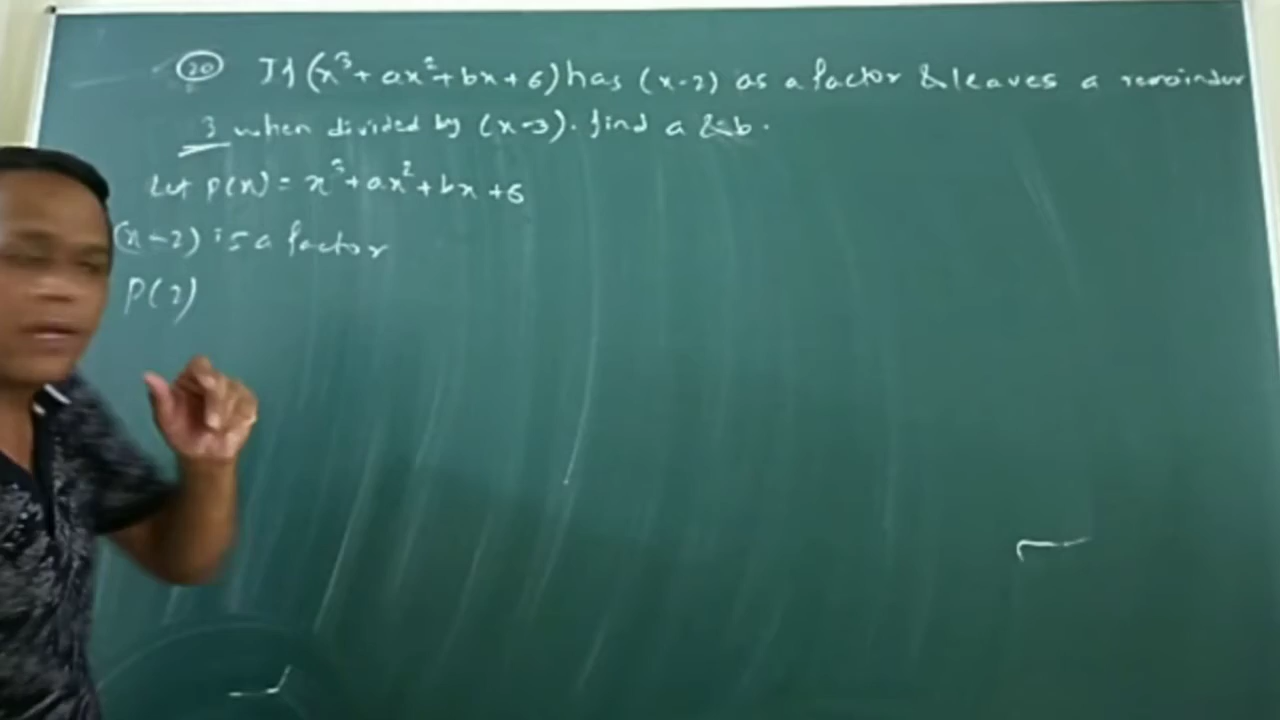 (20) If (x³+ax²+bx+6) has (x-2) as a factor & leaves a remainder
3 when divided by (x-3). find a & b.
Let p(x) = x³+ax²+bx+6
(x-2) is a factor
P(2)